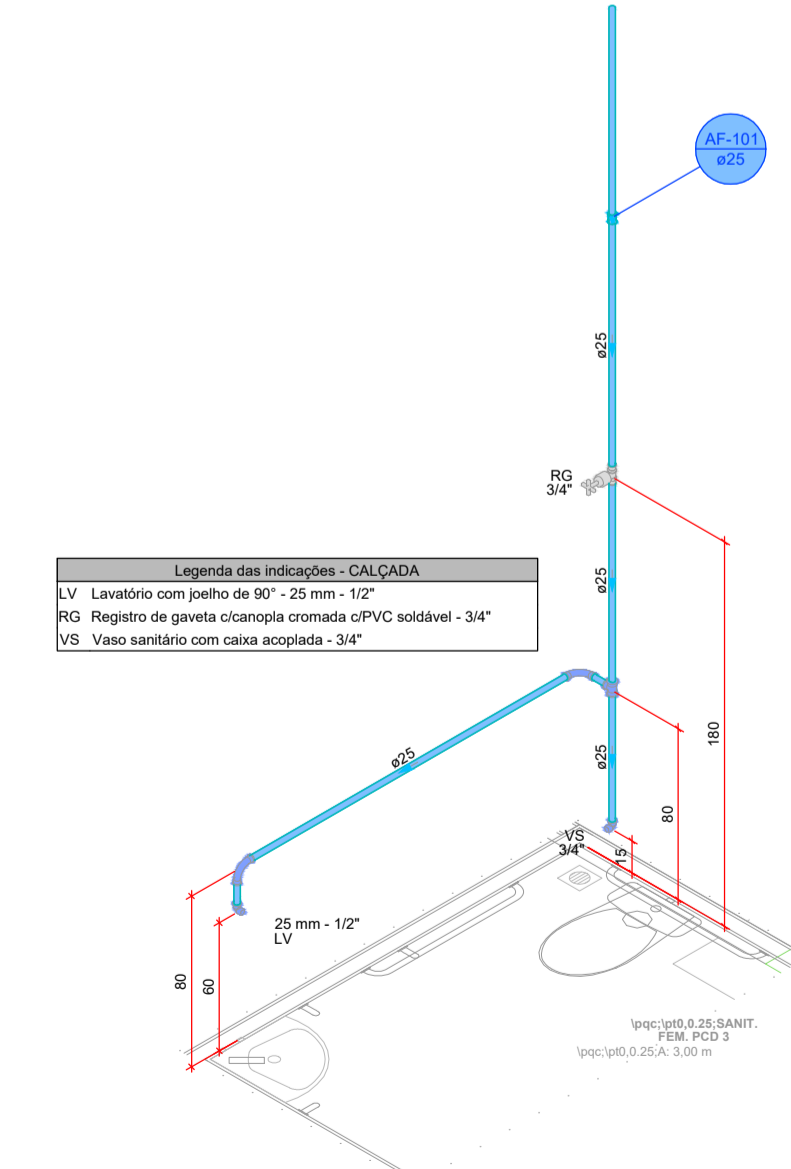 AF-101
ø25
ø25
RG
3/4"
ø25
Legenda das indicações - CALÇADA
LV Lavatório com joelho de 90° - 25 mm - 1/2"
RG Registro de gaveta c/canopla cromada c/PVC soldável - 3/4"
VS Vaso sanitário com caixa acoplada - 3/4"
180
ø25
ø25
80
VS
3/4"
15
25 mm - 1/2"
LV
80
60
\pqc;\pt0,0.25;SANIT.
FEM. PCD 3
\pqc;\pt0,0.25;A: 3,00 m